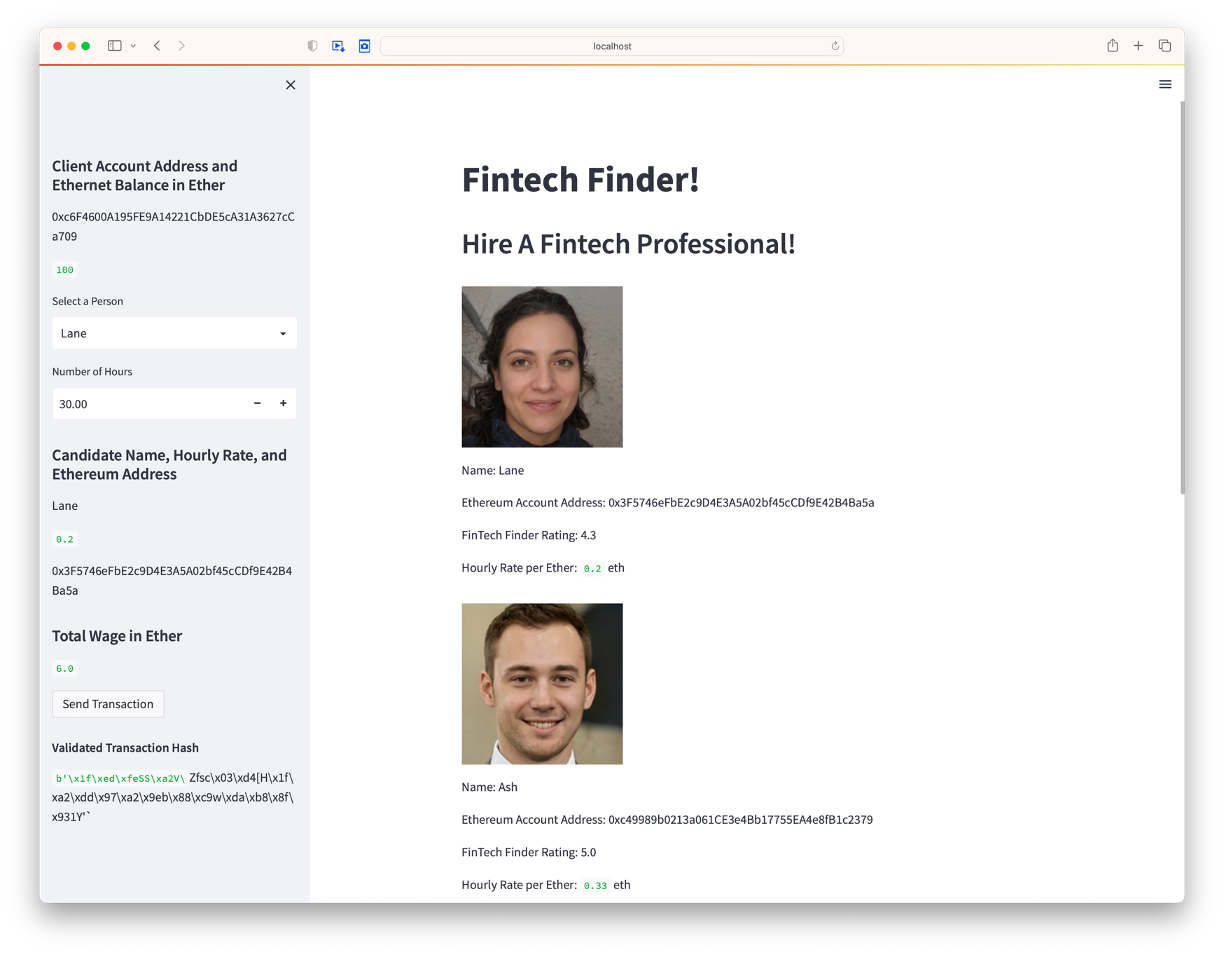 localhost
Client Account Address and
Ethernet Balance in Ether
0xc6F4600A195FE9A14221CbDE5cA31A3627cC
a709
100
Select a Person
Lane
Number of Hours
30.00
Candidate Name, Hourly Rate, and
Ethereum Address
Lane
0.2
0x3F5746eFbE2c9D4E3A5A02bf45cCDf9E42B4
Ba5a
Total Wage in Ether
6.0
Send Transaction
Validated Transaction Hash
b'\x1f\xed\xfeSS\xa2V\ Zfsc\x03\xd4[H\x1f\
xa2\xdd\x97\xa2\x9eb\x88\xc9w\xda\xb8\x8f\
x931Y'`
Fintech Finder!
Hire A Fintech Professional!
Name: Lane
Ethereum Account Address: 0x3F5746eFbE2c9D4E3A5A02bf45cCDf9E42B4Ba5a
FinTech Finder Rating: 4.3
Hourly Rate per Ether: 0.2 eth
Name: Ash
Ethereum Account Address: 0xc49989b0213a061CE3e4Bb17755EA4e8fB1c2379
FinTech Finder Rating: 5.0
Hourly Rate per Ether: 0.33 eth